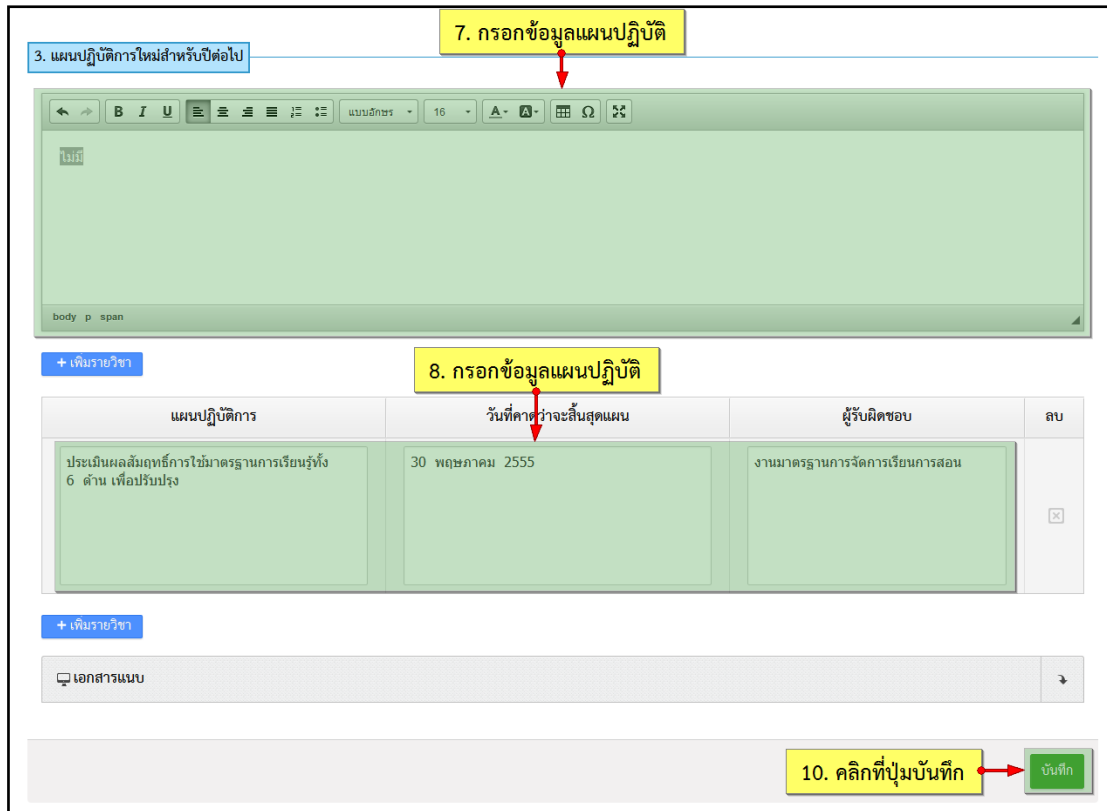 7. กรอกข้อมูลแผนปฏิบัติ
3. แผนปฏิบัติการใหม่สำหรับปีต่อไป
B I U แบบอักษร 16 A A Ω
ไม่มี
body p span
+ เพิ่มรายวิชา
8. กรอกข้อมูลแผนปฏิบัติ
แผนปฏิบัติการ วันที่คาดว่าจะสิ้นสุดแผน ผู้รับผิดชอบ ลบ
ประเมินผลสัมฤทธิ์การใช้มาตรฐานการเรียนรู้ทั้ง 30 พฤษภาคม 2555 งานมาตรฐานการจัดการเรียนการสอน
6 ด้าน เพื่อปรับปรุง
+ เพิ่มรายวิชา
เอกสารแนบ
10. คลิกที่ปุ่มบันทึก บันทึก